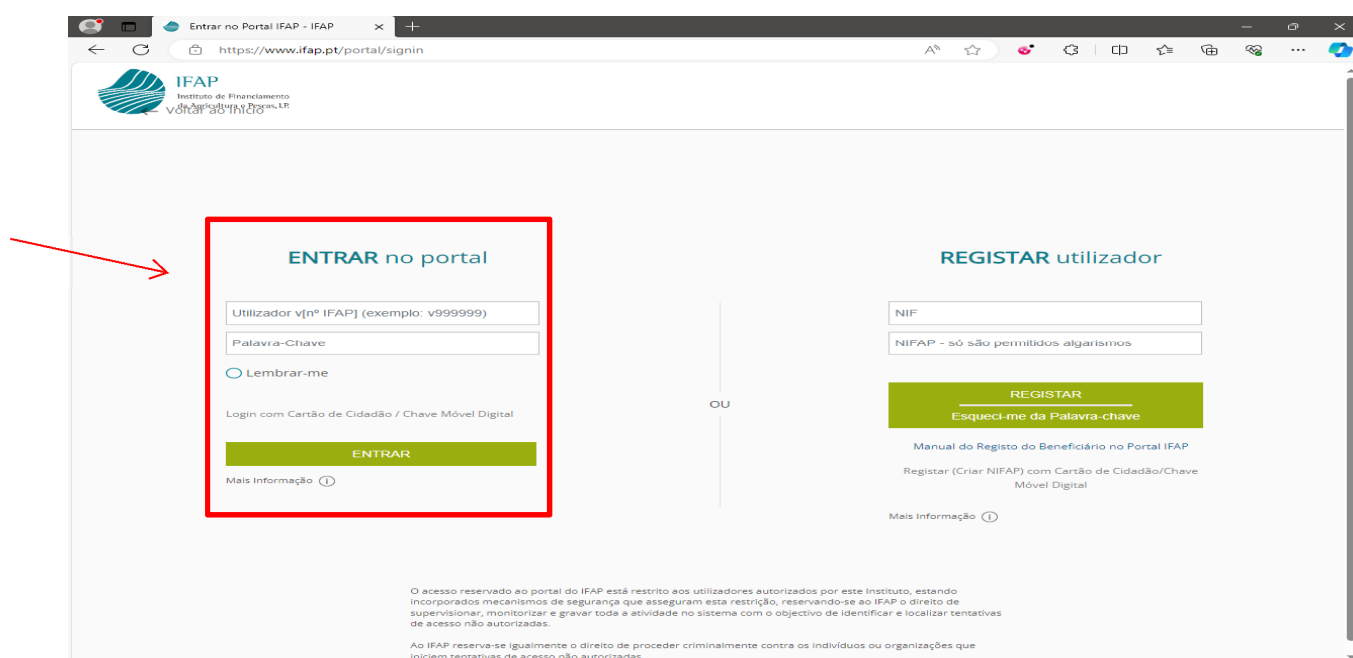 Entrar no Portal IFAP - IFAP
https://www.ifap.pt/portal/signin
IFAP
Instituto de Financiamento
da Agricultura e Pescas, I.P.
← Voltar ao Início
ENTRAR no portal
Utilizador v[nº IFAP] (exemplo: v999999)
Palavra-Chave
Lembrar-me
Login com Cartão de Cidadão / Chave Móvel Digital
ENTRAR
Mais Informação
OU
REGISTAR utilizador
NIF
NIFAP - só são permitidos algarismos
REGISTAR
Esqueci-me da Palavra-chave
Manual do Registo do Beneficiário no Portal IFAP
Registar (Criar NIFAP) com Cartão de Cidadão/Chave
Móvel Digital
Mais Informação
O acesso reservado ao portal do IFAP está restrito aos utilizadores autorizados por este Instituto, estando
incorporados mecanismos de segurança que asseguram esta restrição, reservando-se ao IFAP o direito de
supervisionar, monitorizar e gravar toda a atividade no sistema com o objectivo de identificar e localizar tentativas
de acesso não autorizadas.
Ao IFAP reserva-se igualmente o direito de proceder criminalmente contra os indivíduos ou organizações que
iniciem tentativas de acesso não autorizadas.